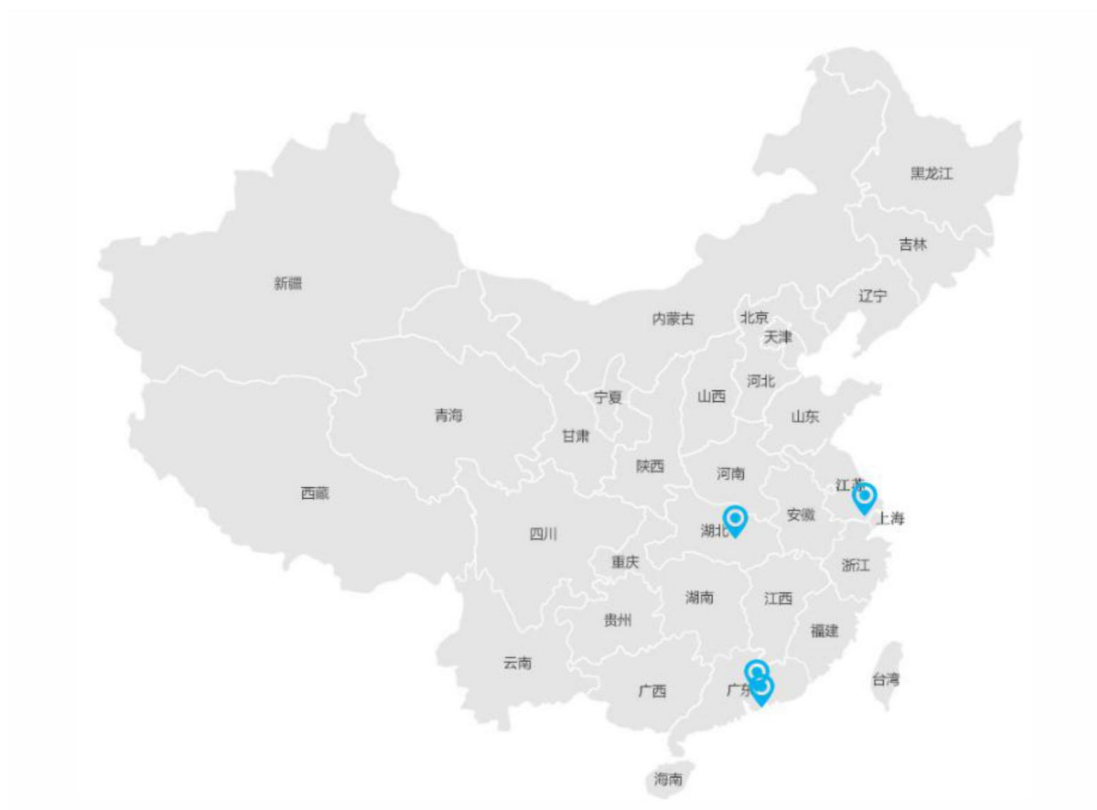 黑龙江
吉林
新疆
辽宁
内蒙古
北京
天津
河北
宁夏
山西
青海
山东
甘肃
陕西
河南
江苏
西藏
安徽
上海
四川
湖北
重庆
浙江
湖南
江西
贵州
福建
云南
台湾
广西
广东
海南